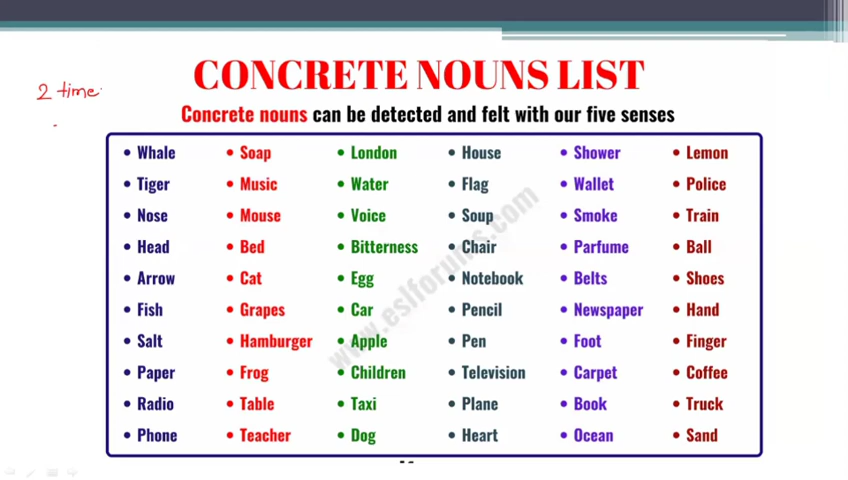 CONCRETE NOUNS LIST
2 time
Concrete nouns can be detected and felt with our five senses
• Whale • Soap • London • House • Shower • Lemon
• Tiger • Music • Water • Flag • Wallet • Police
• Nose • Mouse • Voice • Soup • Smoke • Train
• Head • Bed • Bitterness • Chair • Parfume • Ball
• Arrow • Cat • Egg • Notebook • Belts • Shoes
• Fish • Grapes • Car • Pencil • Newspaper • Hand
• Salt • Hamburger • Apple • Pen • Foot • Finger
• Paper • Frog • Children • Television • Carpet • Coffee
• Radio • Table • Taxi • Plane • Book • Truck
• Phone • Teacher • Dog • Heart • Ocean • Sand
www.eslforums.com